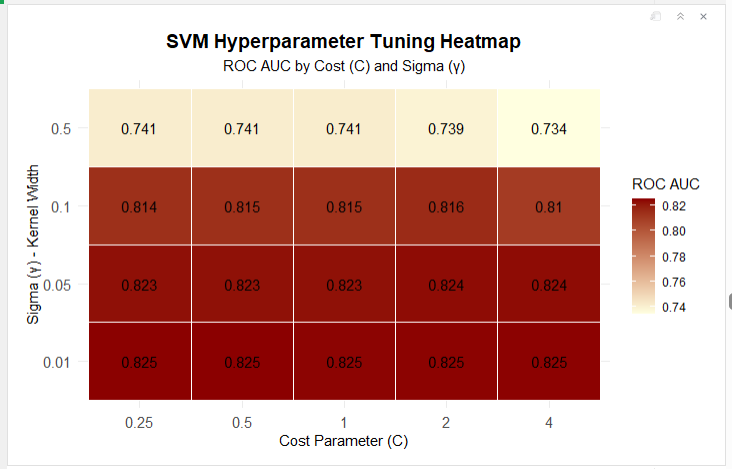 SVM Hyperparameter Tuning Heatmap
ROC AUC by Cost (C) and Sigma (γ)
Sigma (γ) - Kernel Width
0.5 0.741 0.741 0.741 0.739 0.734
0.1 0.814 0.815 0.815 0.816 0.81
0.05 0.823 0.823 0.823 0.824 0.824
0.01 0.825 0.825 0.825 0.825 0.825
0.25 0.5 1 2 4
Cost Parameter (C)
ROC AUC
0.82
0.80
0.78
0.76
0.74